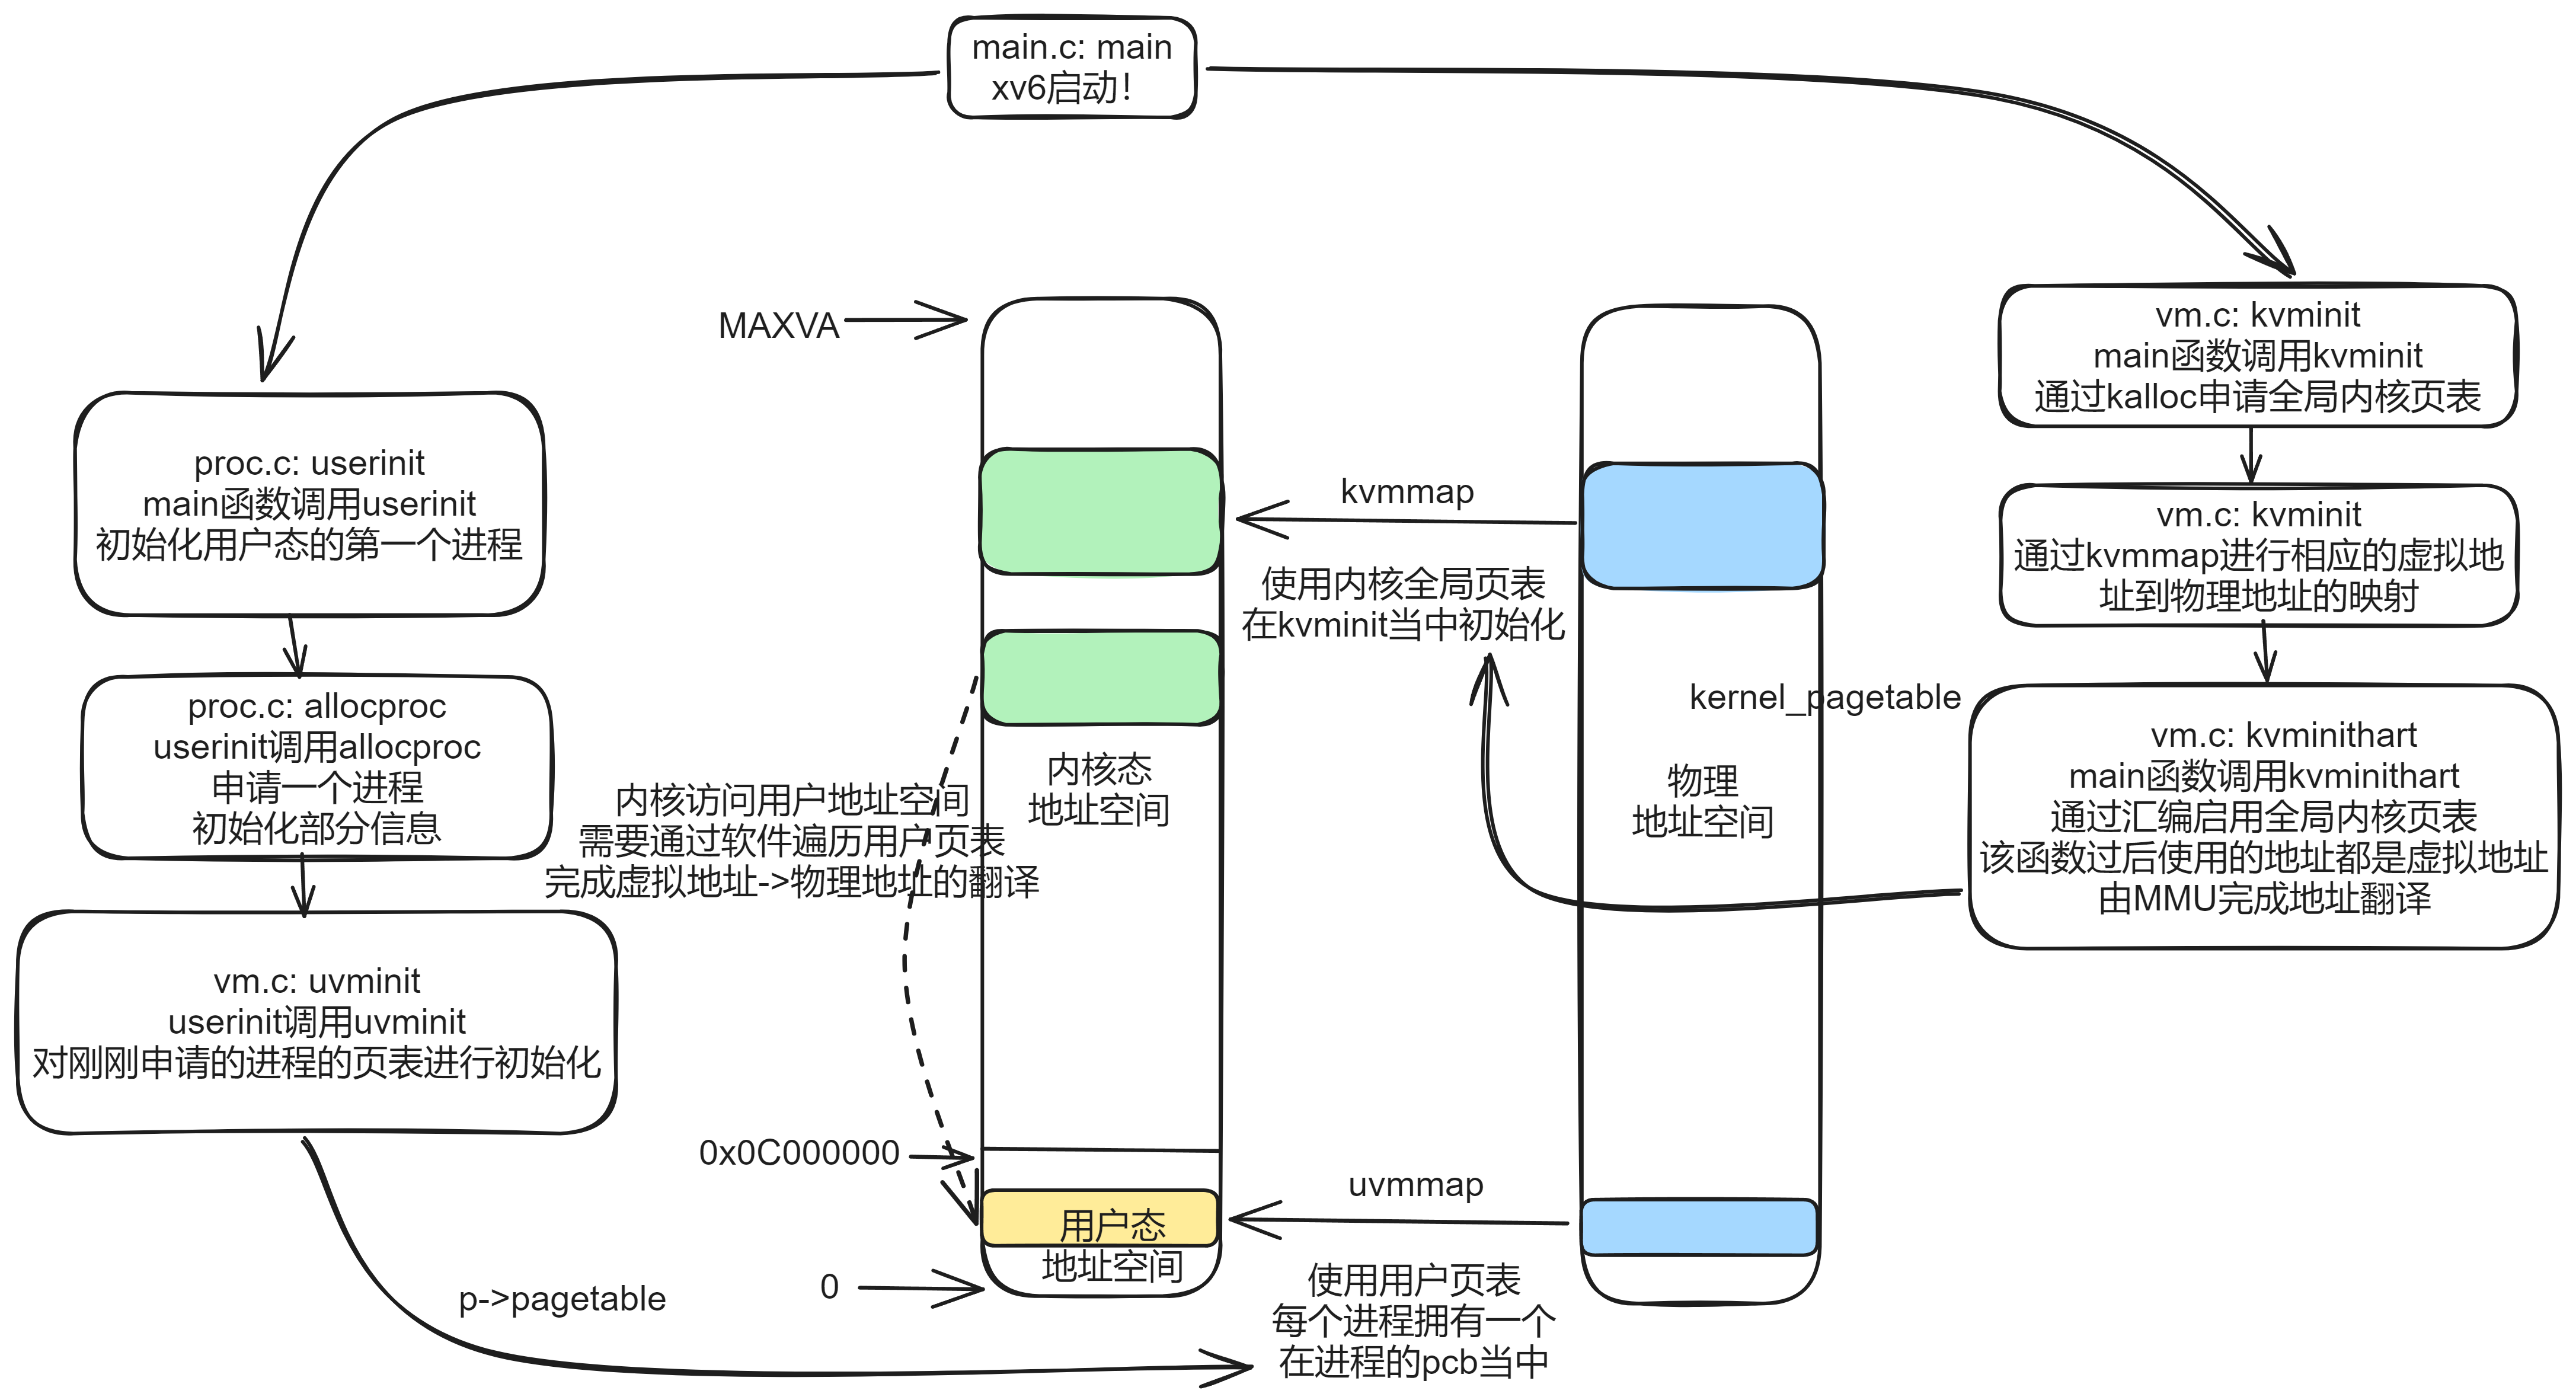 main.c: main
xv6启动！
MAXVA
proc.c: userinit
main函数调用userinit
初始化用户态的第一个进程
proc.c: allocproc
userinit调用allocproc
申请一个进程
初始化部分信息
vm.c: uvminit
userinit调用uvminit
对刚刚申请的进程的页表进行初始化
p->pagetable
内核访问用户地址空间
需要通过软件遍历用户页表
完成虚拟地址->物理地址的翻译
0x0C000000
0
内核态
地址空间
用户态
地址空间
kvmmap
使用内核全局页表
在kvminit当中初始化
uvmmap
使用用户页表
每个进程拥有一个
在进程的pcb当中
kernel_pagetable
物理
地址空间
vm.c: kvminit
main函数调用kvminit
通过kalloc申请全局内核页表
vm.c: kvminit
通过kvmmap进行相应的虚拟地
址到物理地址的映射
vm.c: kvminithart
main函数调用kvminithart
通过汇编启用全局内核页表
该函数过后使用的地址都是虚拟地址
由MMU完成地址翻译